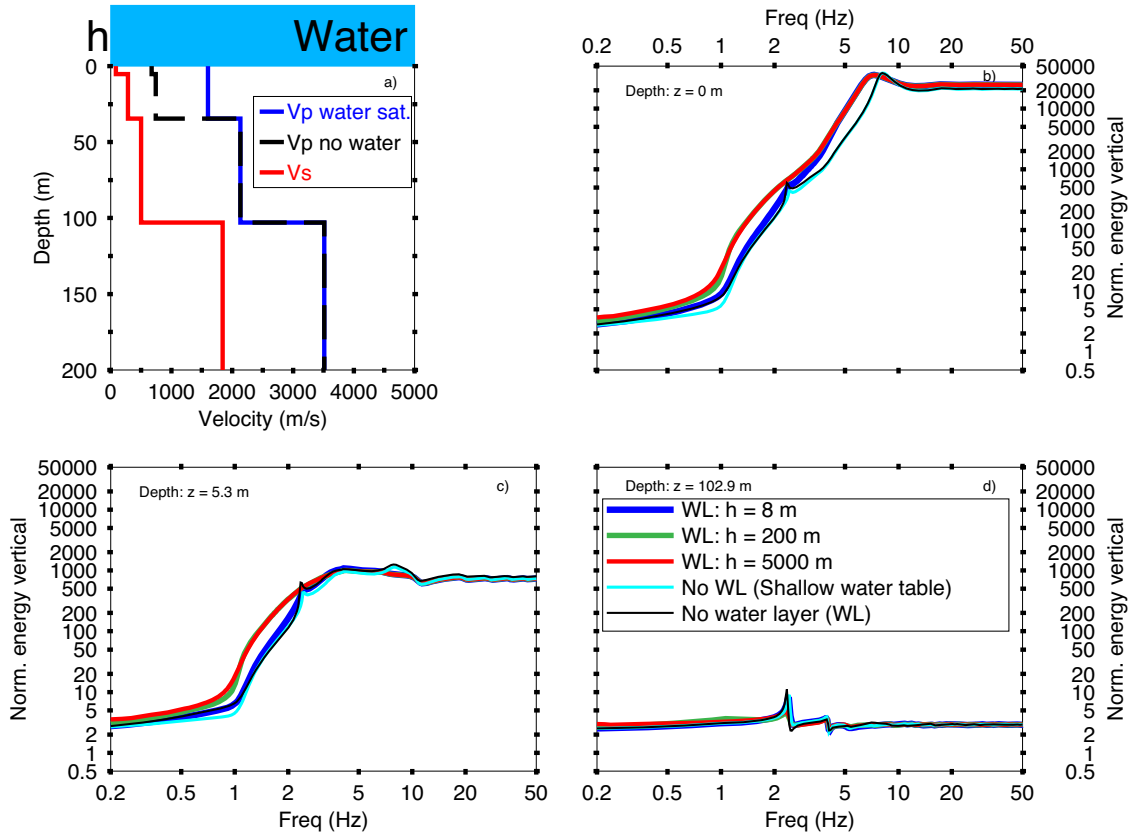 h Water
0
50
100
150
200
Depth (m)
0 1000 2000 3000 4000 5000
Velocity (m/s)
a)
Vp water sat.
Vp no water
Vs
Freq (Hz)
0.2 0.5 1 2 5 10 20 50
b)
Depth: z = 0 m
50000
20000
10000
5000
2000
1000
500
200
100
50
20
10
5
2
1
0.5
Norm. energy vertical
Norm. energy vertical
50000
20000
10000
5000
2000
1000
500
200
100
50
20
10
5
2
1
0.5
Depth: z = 5.3 m
c)
0.2 0.5 1 2 5 10 20 50
Freq (Hz)
Depth: z = 102.9 m
d)
WL: h = 8 m
WL: h = 200 m
WL: h = 5000 m
No WL (Shallow water table)
No water layer (WL)
50000
20000
10000
5000
2000
1000
500
200
100
50
20
10
5
2
1
0.5
Norm. energy vertical
0.2 0.5 1 2 5 10 20 50
Freq (Hz)